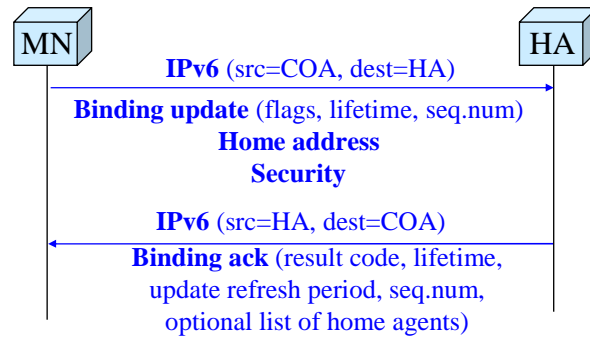 MN
HA
IPv6 (src=COA, dest=HA)
Binding update (flags, lifetime, seq.num)
Home address
Security
IPv6 (src=HA, dest=COA)
Binding ack (result code, lifetime,
update refresh period, seq.num,
optional list of home agents)